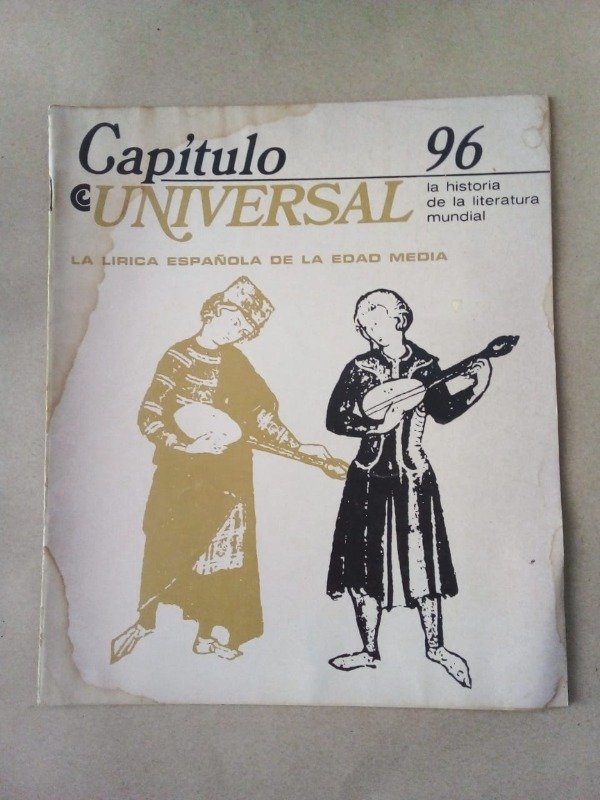 Capítulo
96
UNIVERSAL
la historia
de la literatura
mundial
LA LIRICA ESPAÑOLA DE LA EDAD MEDIA